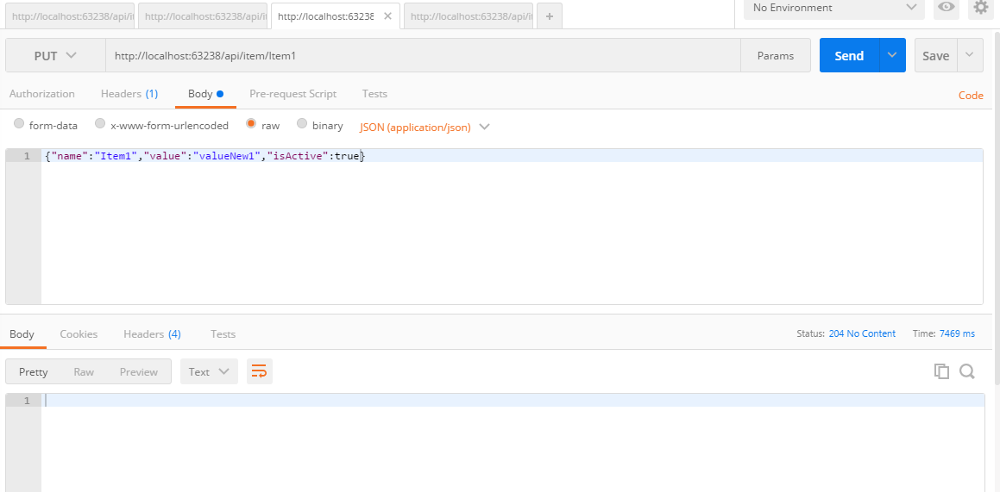 http://localhost:63238/api/it http://localhost:63238/api/it http://localhost:63238 × http://localhost:63238/api/it + No Environment
PUT http://localhost:63238/api/item/Item1 Params Send Save
Authorization Headers (1) Body Pre-request Script Tests Code
form-data x-www-form-urlencoded raw binary JSON (application/json)
1 {"name":"Item1","value":"valueNew1","isActive":true}
Body Cookies Headers (4) Tests Status: 204 No Content Time: 7469 ms
Pretty Raw Preview Text
1